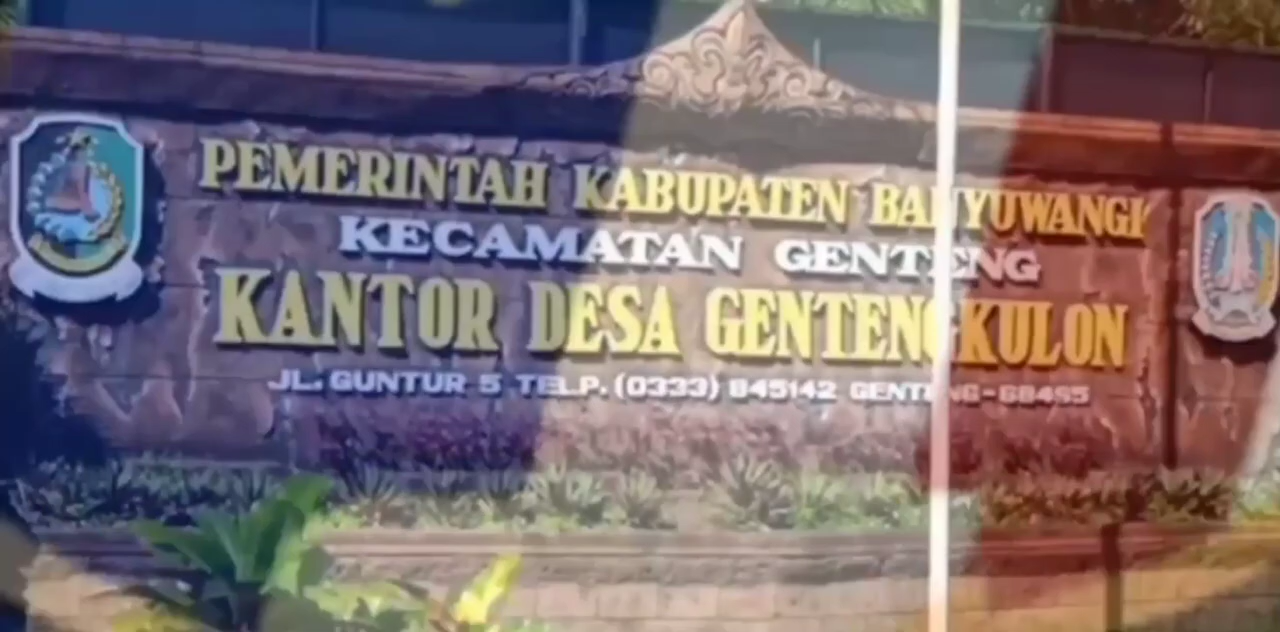 PEMERINTAH KABUPATEN BANYUWANGI
KECAMATAN GENTENG
KANTOR DESA GENTENGKULON
JL. GUNTUR 5 TELP. (0333) 845142 GENTENG-68465